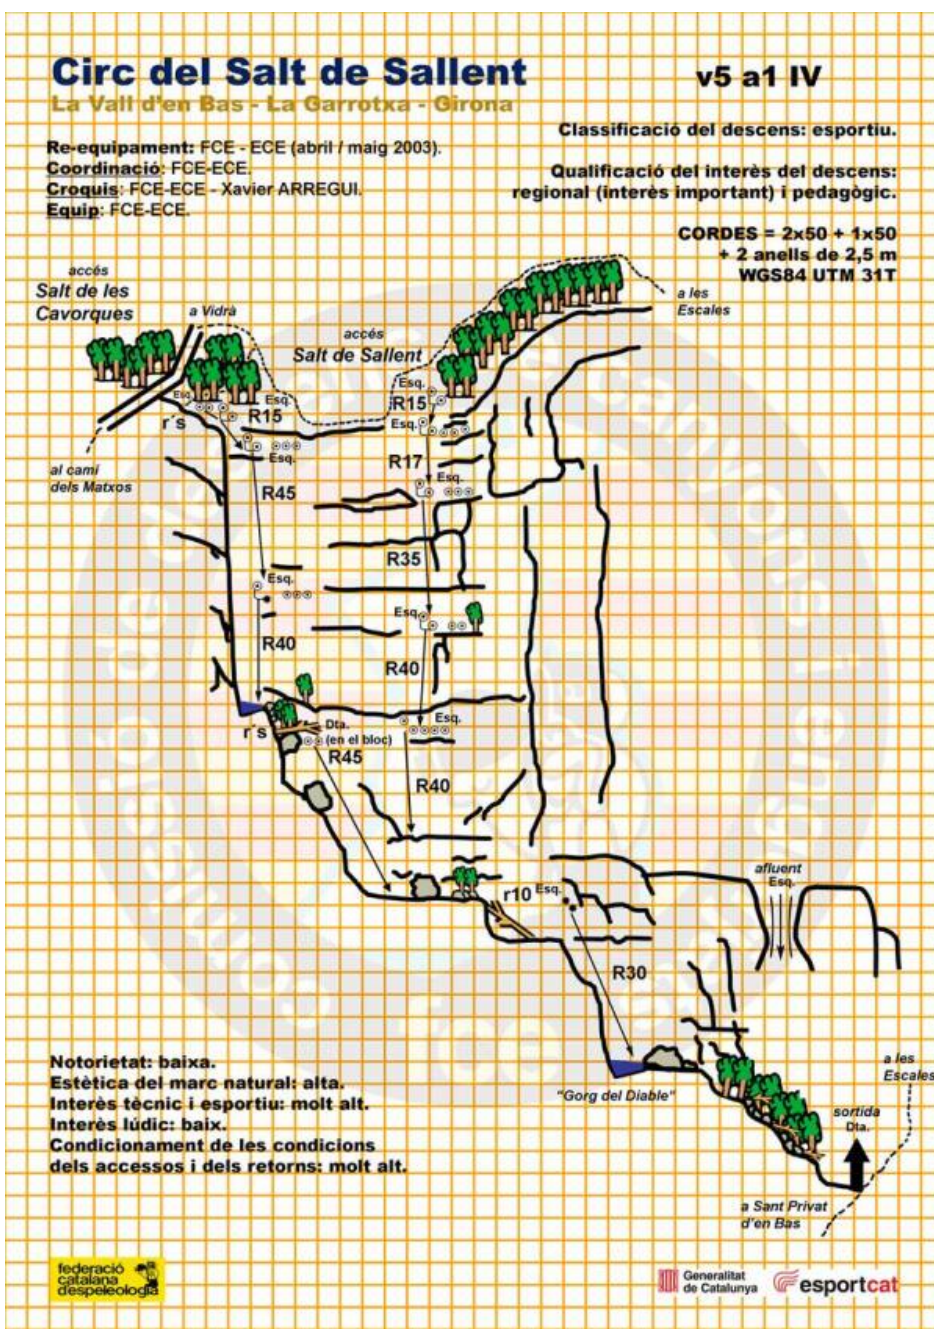 Circ del Salt de Sallent
v5 a1 IV
La Vall d'en Bas - La Garrotxa - Girona
Classificació del descens: esportiu.
Re-equipament: FCE - ECE (abril / maig 2003).
Coordinació: FCE-ECE.
Croquis: FCE-ECE - Xavier ARREGUI.
Equip: FCE-ECE.
Qualificació del interès del descens:
regional (interès important) i pedagògic.
CORDES = 2x50 + 1x50
+ 2 anells de 2,5 m
WGS84 UTM 31T
accés
Salt de les
Cavorques
a Vidrà
accés
Salt de Sallent
a les
Escales
Esq.
Esq.
R15
r´s
Esq.
R15
Esq.
Esq.
R17
Esq.
al camí
dels Matxos
R45
R35
Esq.
Esq.
R40
R40
r´s
Dta.
(en el bloc)
R45
Esq.
R40
afluent
Esq.
r10
Esq.
R30
"Gorg del Diable"
a les
Escales
sortida
Dta.
a Sant Privat
d'en Bas
Notorietat: baixa.
Estètica del marc natural: alta.
Interès tècnic i esportiu: molt alt.
Interès lúdic: baix.
Condicionament de les condicions
dels accessos i dels retorns: molt alt.
federació
catalana
d'espeleologia
Generalitat
de Catalunya
esportcat